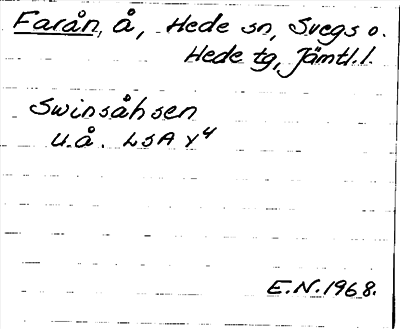 Farån, å, Hede sn, Svegs o.
Hede tg, Jämtl.l.
Swinsåhsen
u.å. LSA Y4
E.N.1968.